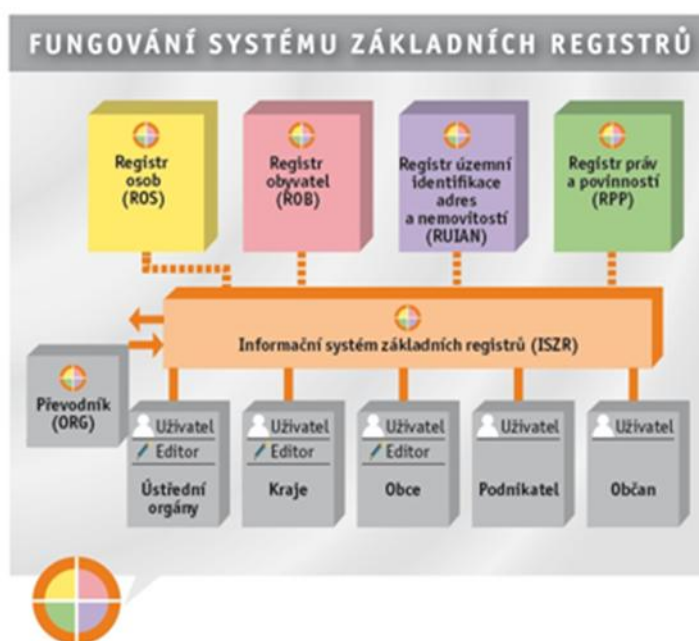 FUNGOVÁNÍ SYSTÉMU ZÁKLADNÍCH REGISTRŮ
Registr
osob
(ROS)
Registr
obyvatel
(ROB)
Registr územní
identifikace
adres
a nemovitostí
(RUIAN)
Registr práv
a povinností
(RPP)
Informační systém základních registrů (ISZR)
Převodník
(ORG)
Uživatel
Editor
Ústřední
orgány
Uživatel
Editor
Kraje
Uživatel
Editor
Obce
Uživatel
Podnikatel
Uživatel
Občan